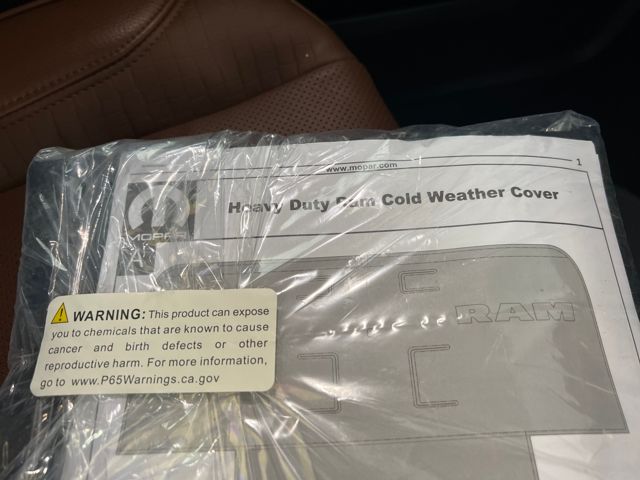 www.mopar.com
1
Heavy Duty Ram Cold Weather Cover
MOPAR
RAM
WARNING: This product can expose
you to chemicals that are known to cause
cancer and birth defects or other
reproductive harm. For more information,
go to www.P65Warnings.ca.gov